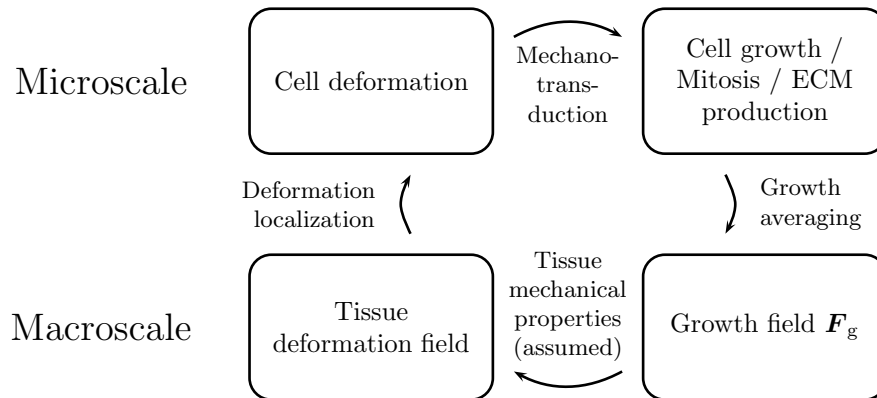 Microscale
Cell deformation
Mechano-
trans-
duction
Cell growth /
Mitosis / ECM
production
Deformation
localization
Growth
averaging
Macroscale
Tissue
deformation field
Tissue
mechanical
properties
(assumed)
Growth field F_g